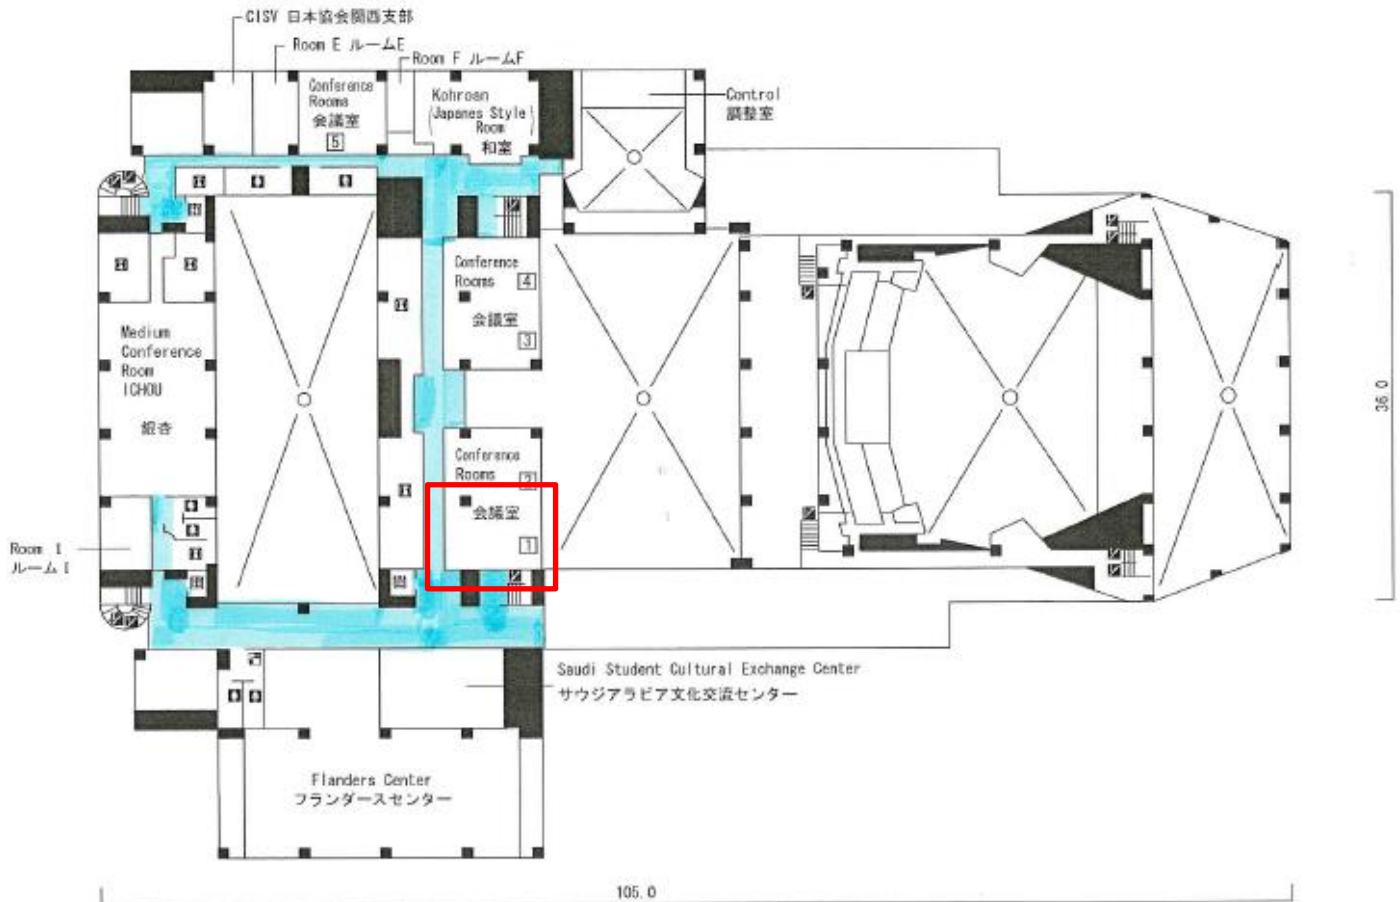 CISV 日本協会関西支部
Room E ルームE
Room F ルームF
Conference
Rooms
会議室
5
Kohroan
(Japanes Style)
Room
和室
Control
調整室
Conference
Rooms 4
会議室
3
Medium
Conference
Room
ICHOU
銀杏
Conference
Rooms 2
会議室
1
Room I
ルームI
36.0
Saudi Student Cultural Exchange Center
サウジアラビア文化交流センター
Flanders Center
フランダースセンター
105.0